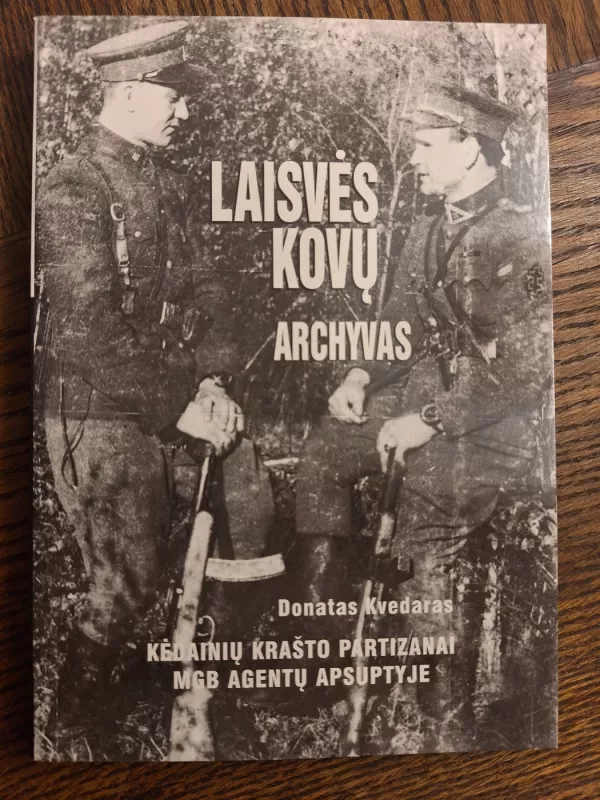 LAISVĖS
KOVŲ
ARCHYVAS
Donatas Kvedaras
KĖDAINIŲ KRAŠTO PARTIZANAI
MGB AGENTŲ APSUPTYJE